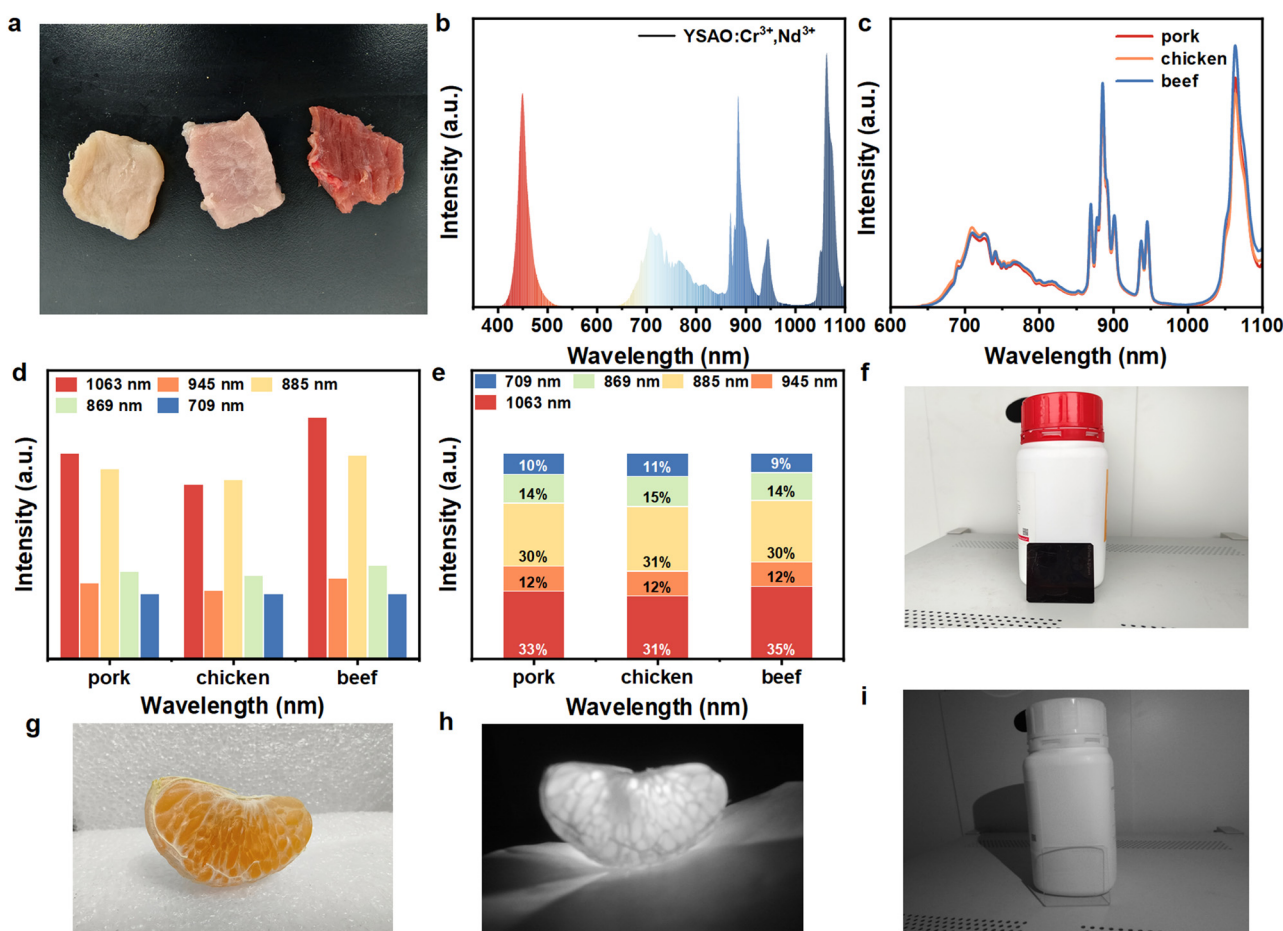 a
b
YSAO:Cr³⁺,Nd³⁺
Intensity (a.u.)
400 500 600 700 800 900 1000 1100
Wavelength (nm)
c
pork
chicken
beef
Intensity (a.u.)
600 700 800 900 1000 1100
Wavelength (nm)
d
1063 nm 945 nm 885 nm
869 nm 709 nm
Intensity (a.u.)
pork chicken beef
Wavelength (nm)
e
709 nm 869 nm 885 nm 945 nm
1063 nm
Intensity (a.u.)
10% 11% 9%
14% 15% 14%
30% 31% 30%
12% 12% 12%
33% 31% 35%
pork chicken beef
Wavelength (nm)
f
g
h
i